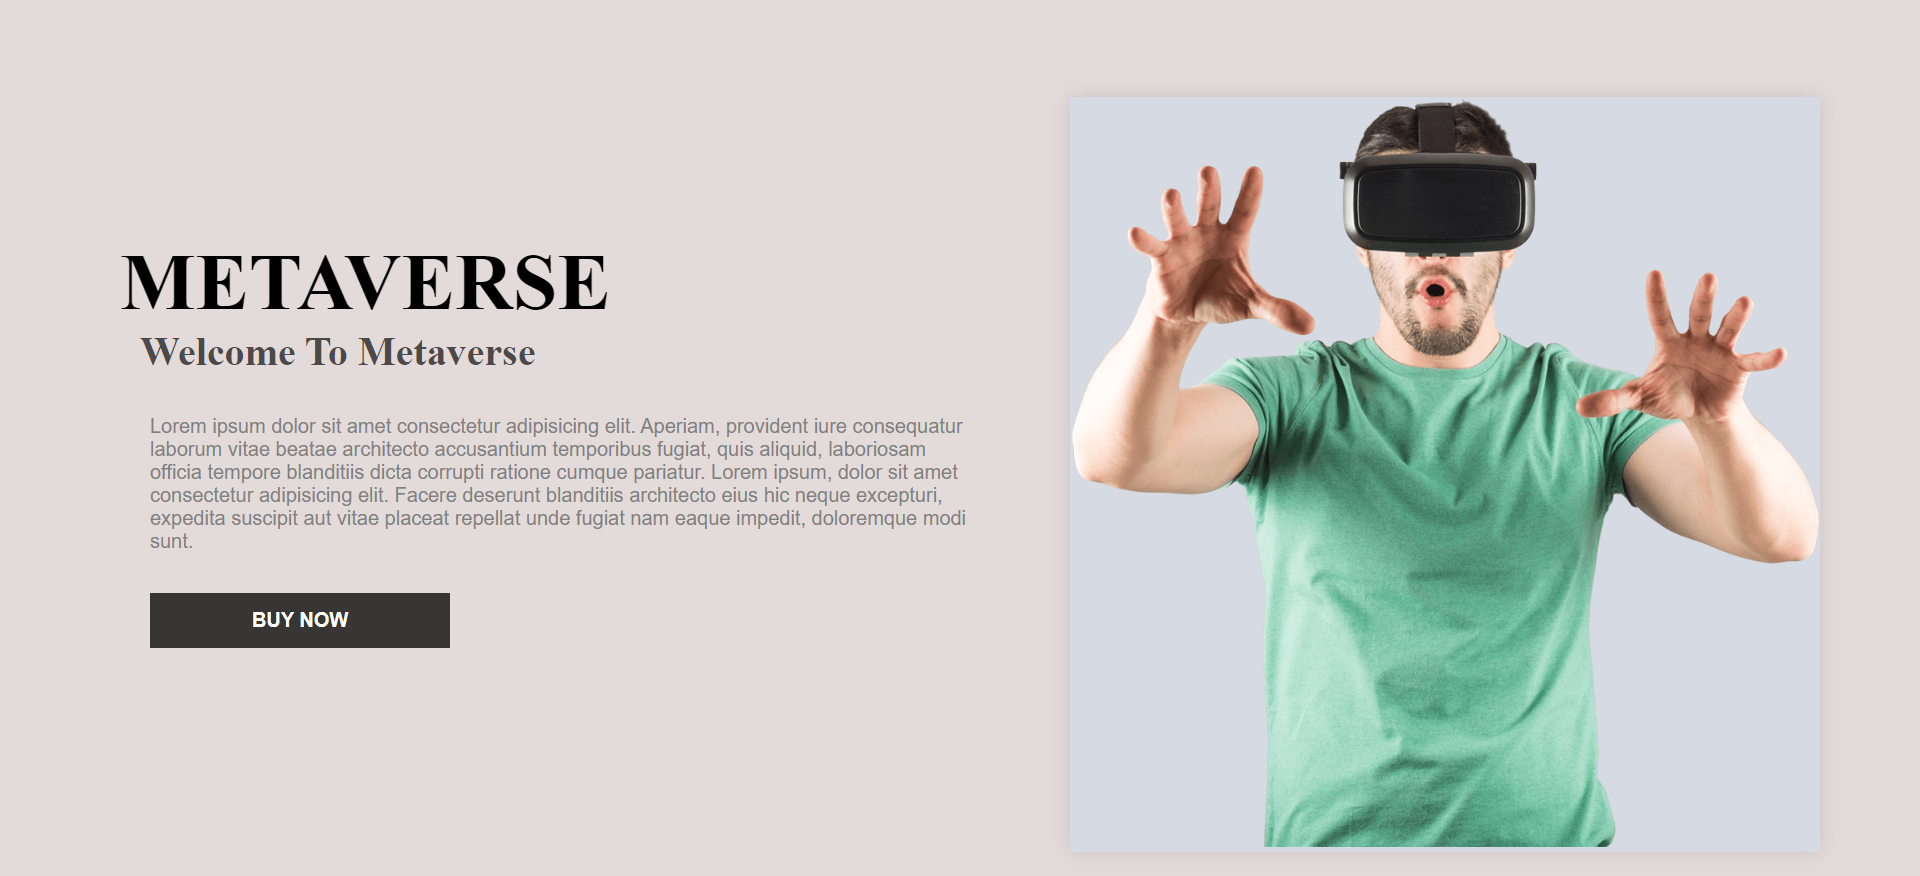 METAVERSE
Welcome To Metaverse
Lorem ipsum dolor sit amet consectetur adipisicing elit. Aperiam, provident iure consequatur
laborum vitae beatae architecto accusantium temporibus fugiat, quis aliquid, laboriosam
officia tempore blanditiis dicta corrupti ratione cumque pariatur. Lorem ipsum, dolor sit amet
consectetur adipisicing elit. Facere deserunt blanditiis architecto eius hic neque excepturi,
expedita suscipit aut vitae placeat repellat unde fugiat nam eaque impedit, doloremque modi
sunt.
BUY NOW